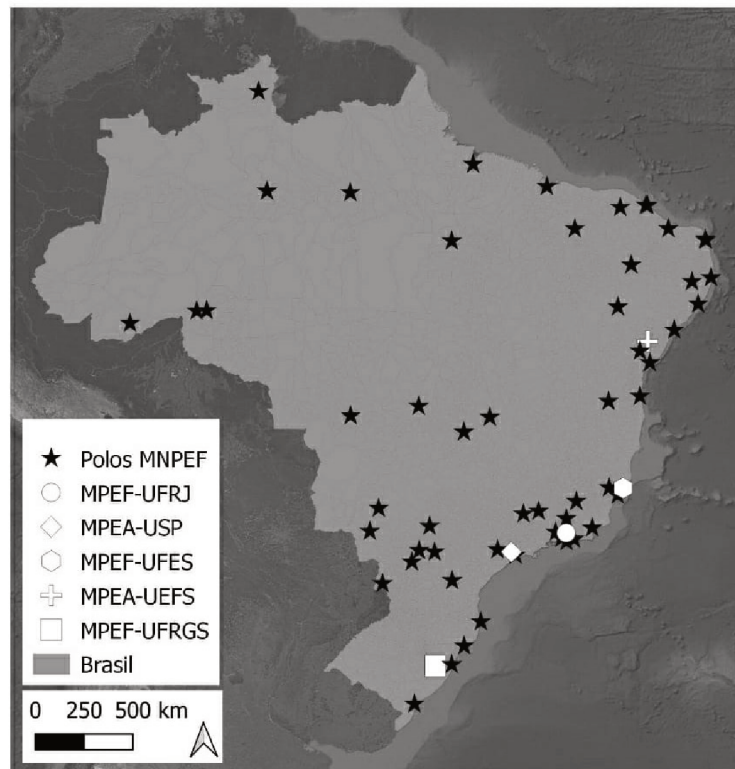 Polos MNPEF
MPEF-UFRJ
MPEA-USP
MPEF-UFES
MPEA-UEFS
MPEF-UFRGS
Brasil
0 250 500 km